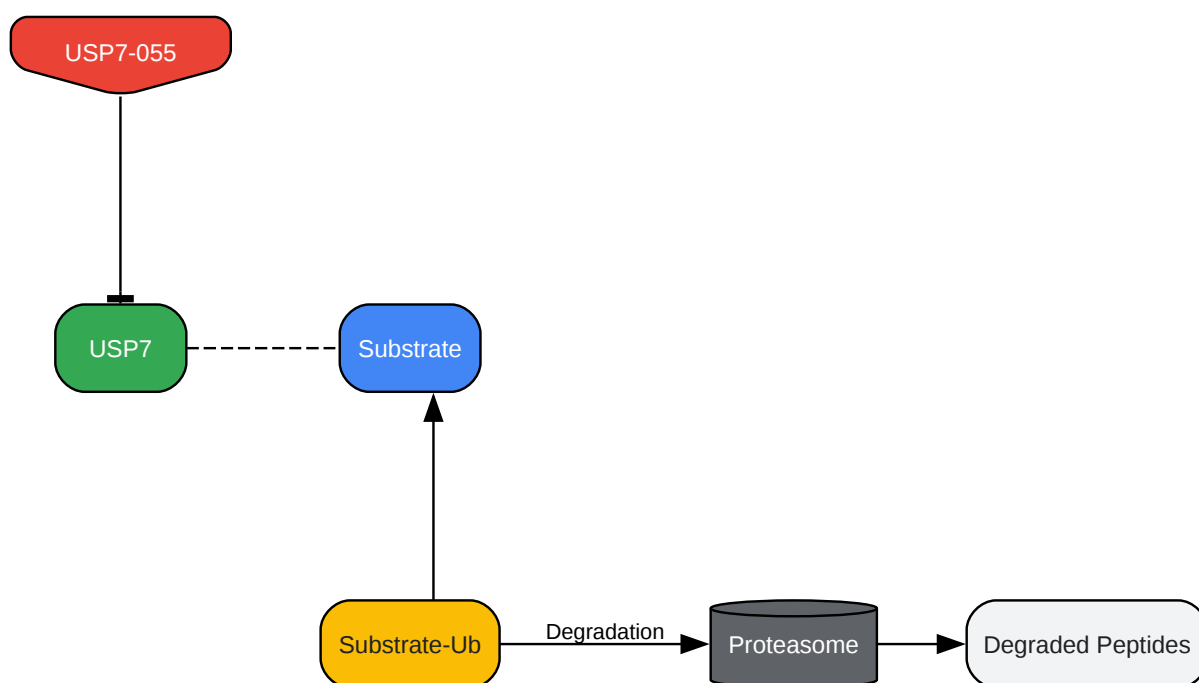 USP7-055
USP7
Substrate
Substrate-Ub
Degradation
Proteasome
Degraded Peptides